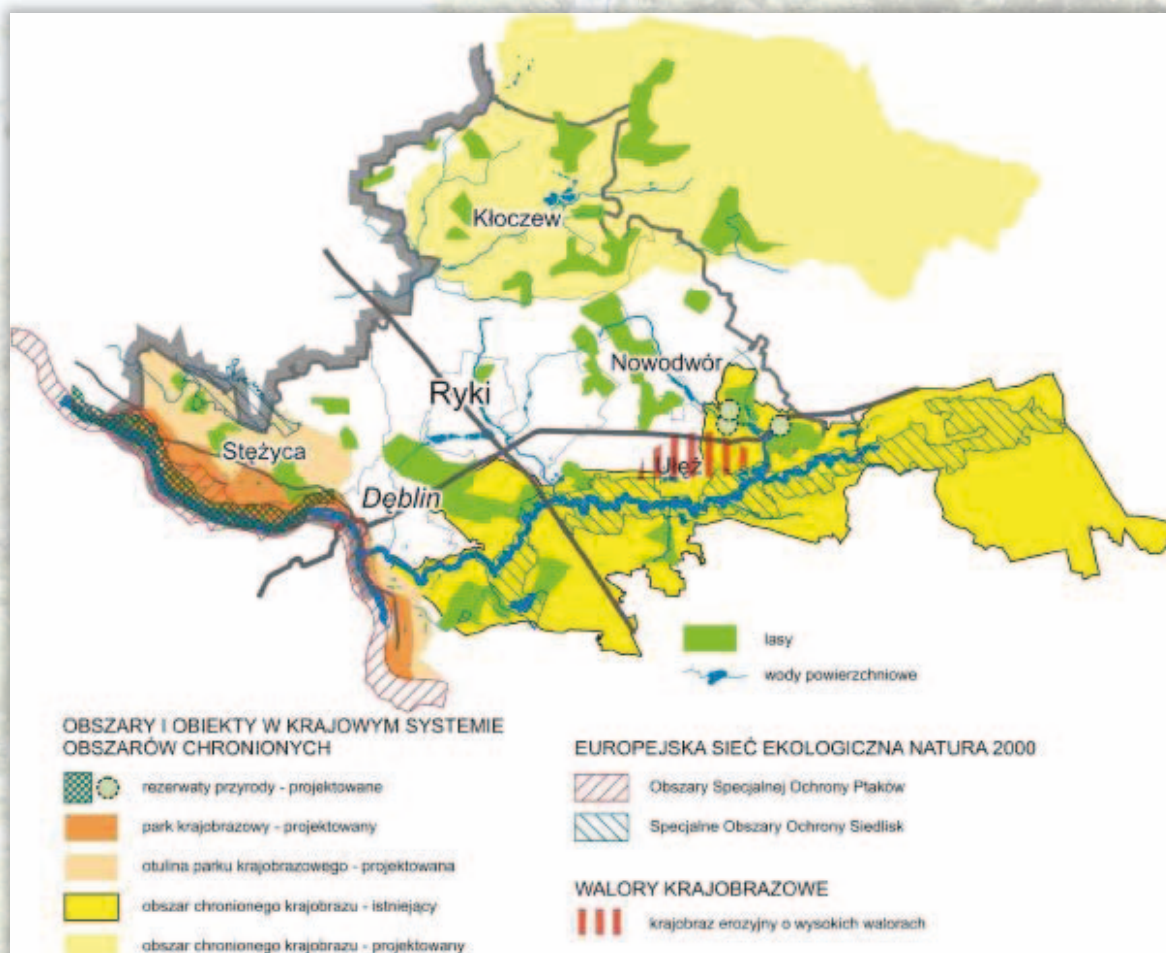 Kłoczew
Nowodwór
Ryki
Stężyca
Ułęż
Dęblin
lasy
wody powierzchniowe
OBSZARY I OBIEKTY W KRAJOWYM SYSTEMIE
OBSZARÓW CHRONIONYCH
rezerwaty przyrody - projektowane
park krajobrazowy - projektowany
otulina parku krajobrazowego - projektowana
obszar chronionego krajobrazu - istniejący
obszar chronionego krajobrazu - projektowany
EUROPEJSKA SIEĆ EKOLOGICZNA NATURA 2000
Obszary Specjalnej Ochrony Ptaków
Specjalne Obszary Ochrony Siedlisk
WALORY KRAJOBRAZOWE
krajobraz erozyjny o wysokich walorach